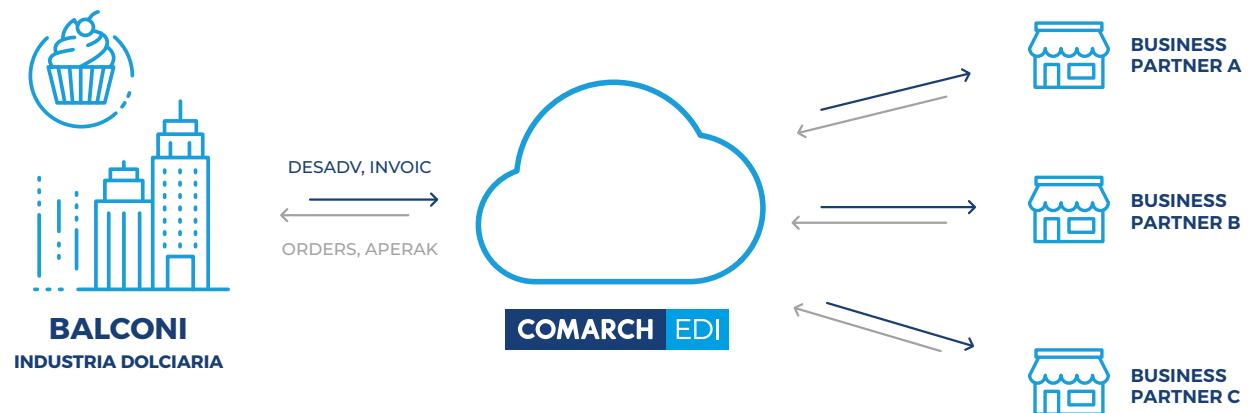 BUSINESS
PARTNER A
DESADV, INVOIC
BUSINESS
PARTNER B
ORDERS, APERAK
BALCONI
INDUSTRIA DOLCIARIA
COMARCH EDI
BUSINESS
PARTNER C